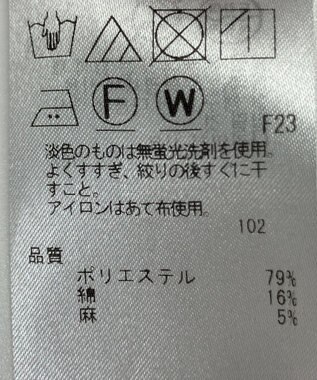 F W
F23
淡色のものは無蛍光洗剤を使用。
よくすすぎ、絞りの後すぐに干
すこと。
アイロンはあて布使用。
102
品質
ポリエステル 79%
綿 16%
麻 5%